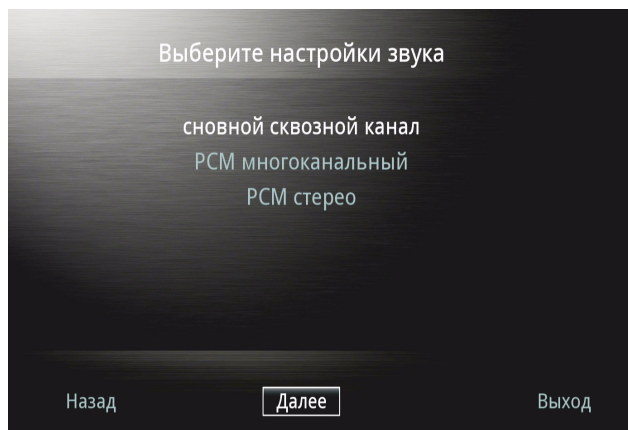 Выберите настройки звука
сновной сквозной канал
PCM многоканальный
PCM стерео
Назад Далее Выход